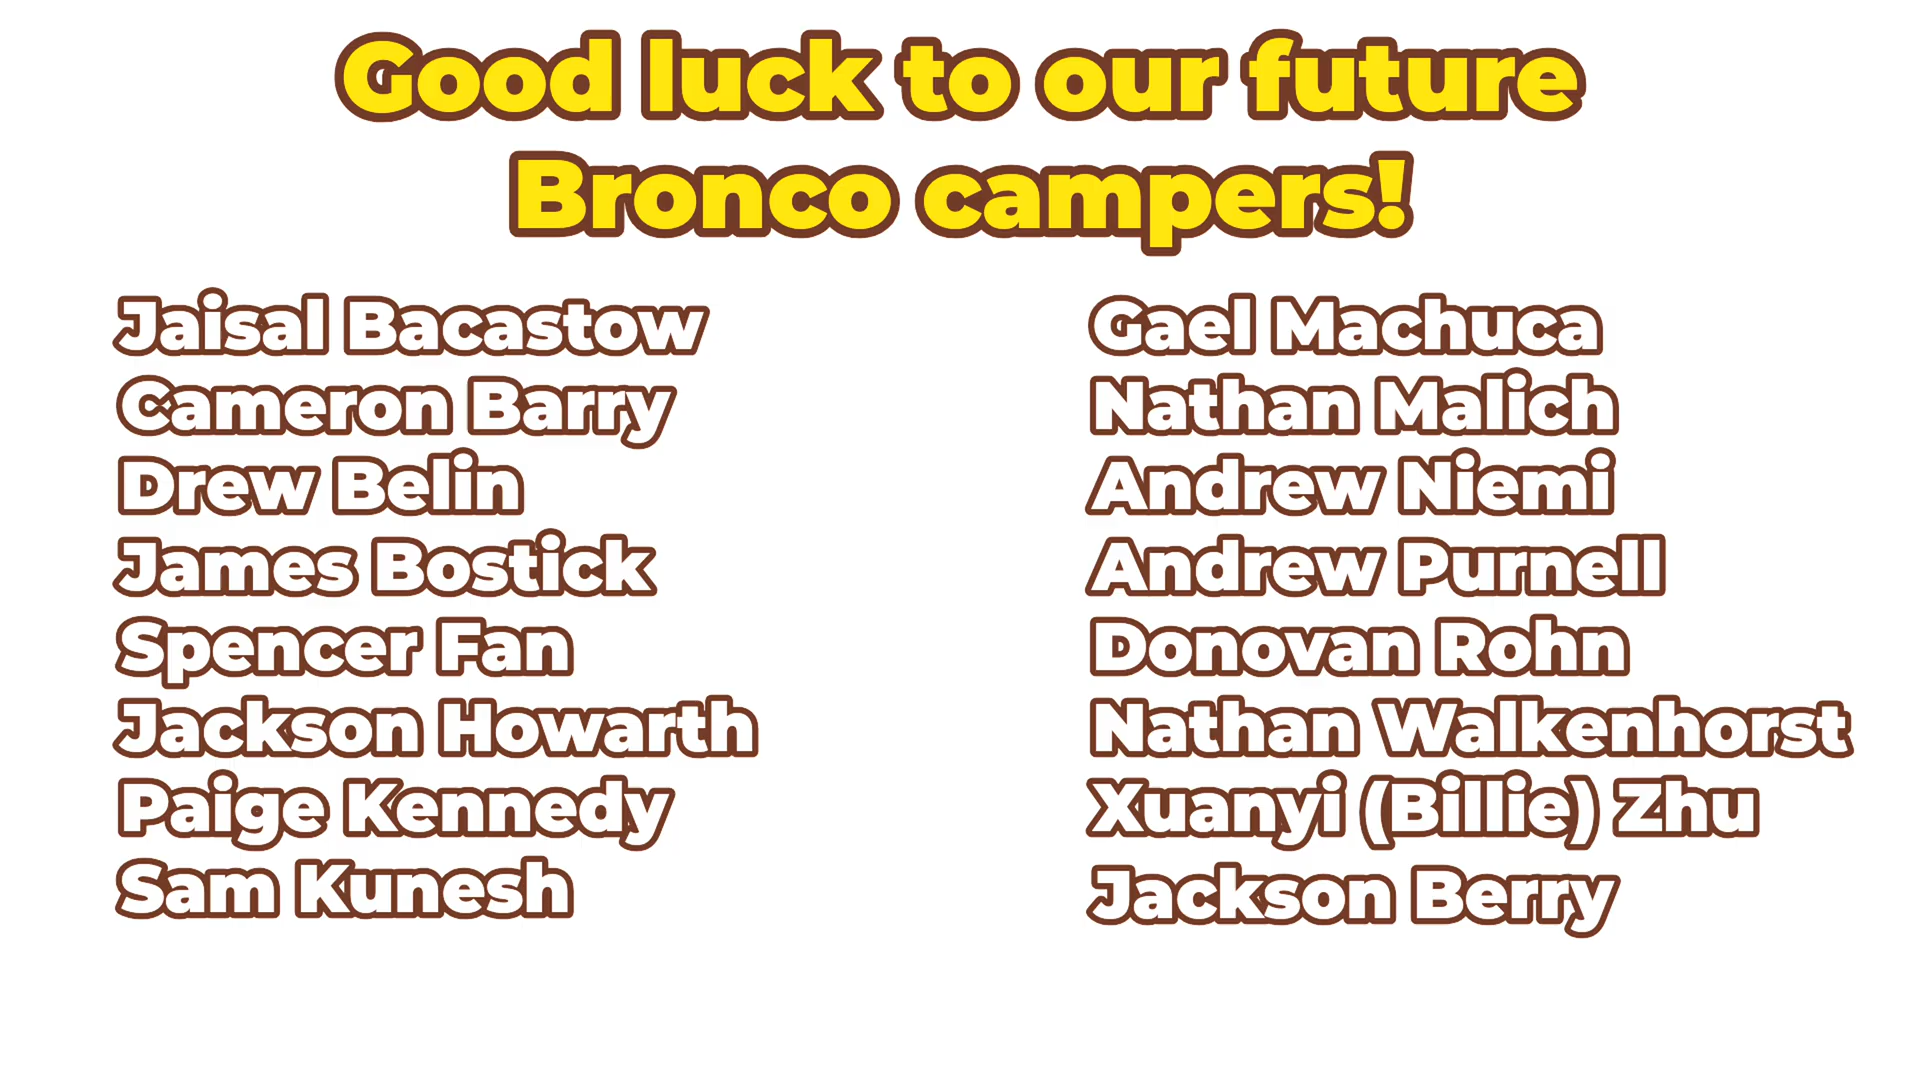 Good luck to our future
Bronco campers!
Jaisal Bacastow
Cameron Barry
Drew Belin
James Bostick
Spencer Fan
Jackson Howarth
Paige Kennedy
Sam Kunesh
Gael Machuca
Nathan Malich
Andrew Niemi
Andrew Purnell
Donovan Rohn
Nathan Walkenhorst
Xuanyi (Billie) Zhu
Jackson Berry